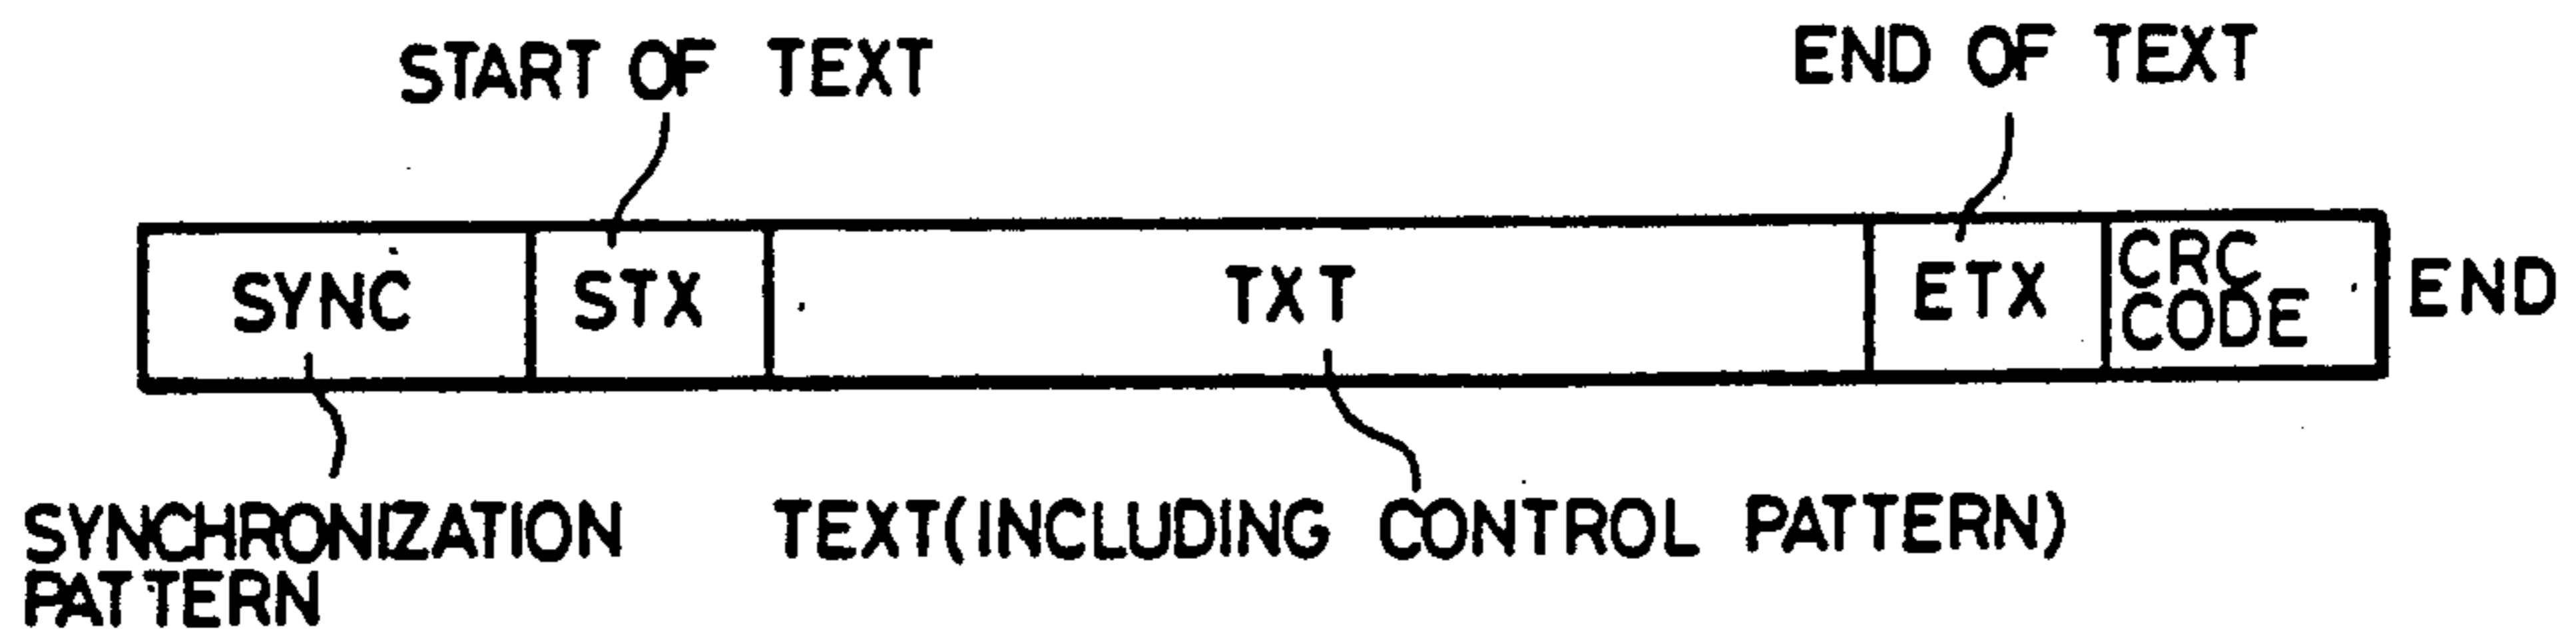 START OF TEXT
END OF TEXT
SYNC
STX
TXT
ETX
CRC
CODE
END
SYNCHRONIZATION
PATTERN
TEXT(INCLUDING CONTROL PATTERN)